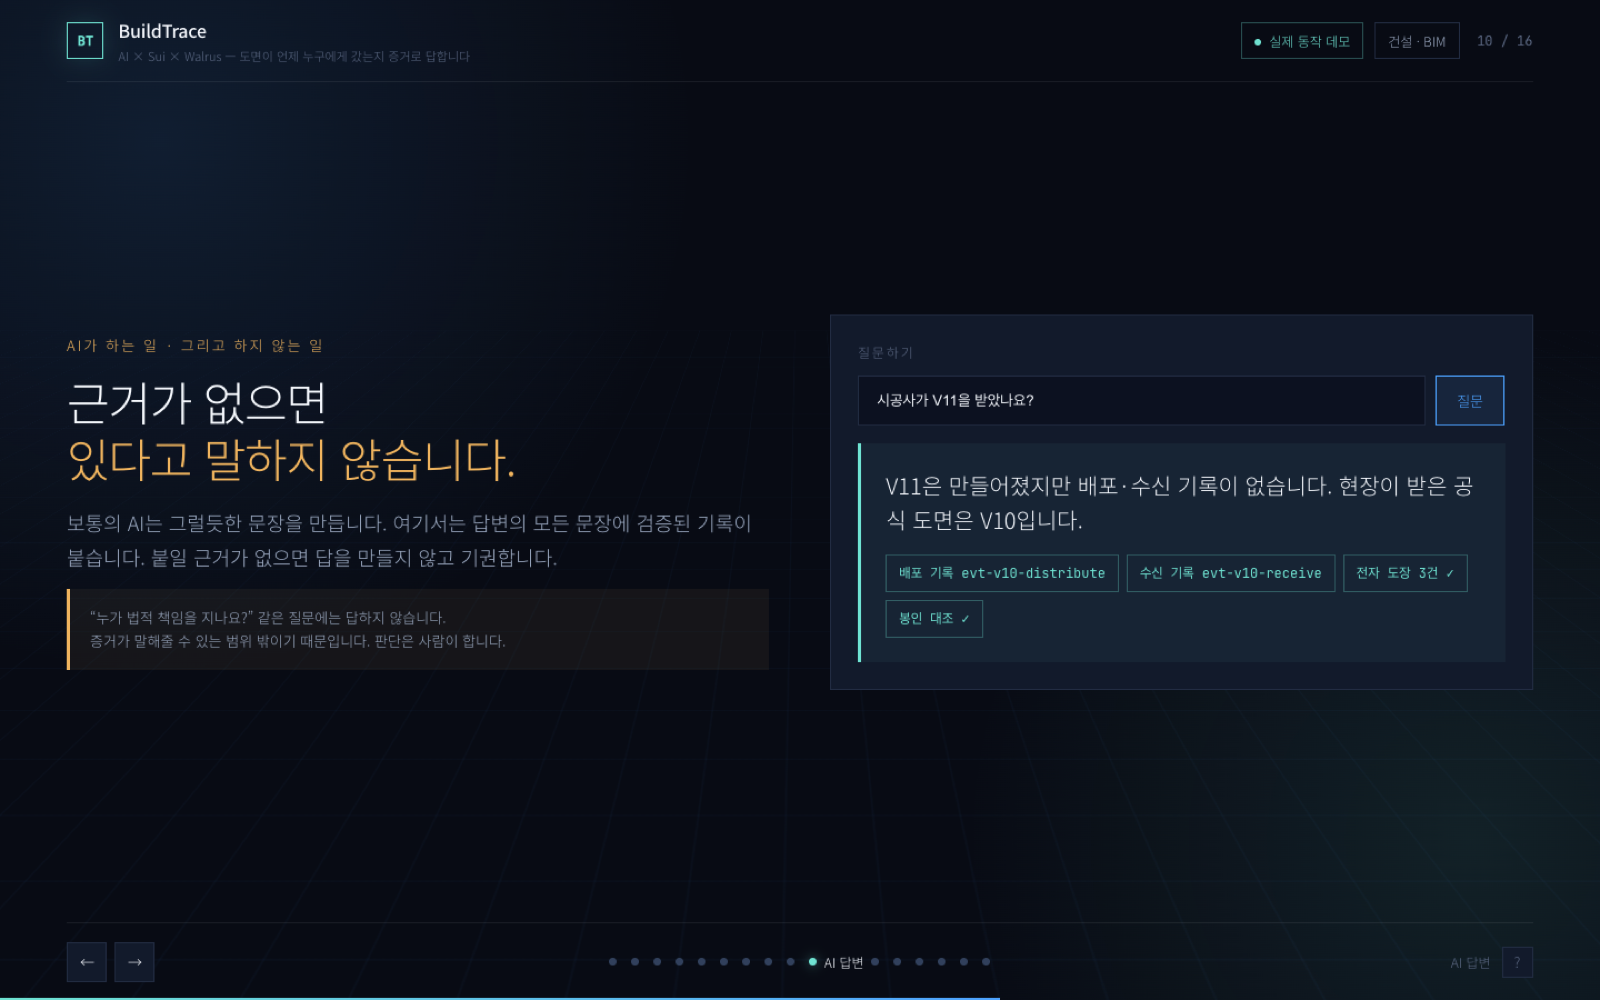 BT
BuildTrace
AI × Sui × Walrus — 도면이 언제 누구에게 갔는지 증거로 답합니다
실제 동작 데모
건설 · BIM
10 / 16
AI가 하는 일 · 그리고 하지 않는 일
근거가 없으면
있다고 말하지 않습니다.
보통의 AI는 그럴듯한 문장을 만듭니다. 여기서는 답변의 모든 문장에 검증된 기록이
붙습니다. 붙일 근거가 없으면 답을 만들지 않고 기권합니다.
“누가 법적 책임을 지나요?” 같은 질문에는 답하지 않습니다.
증거가 말해줄 수 있는 범위 밖이기 때문입니다. 판단은 사람이 합니다.
질문하기
시공사가 V11을 받았나요?
질문
V11은 만들어졌지만 배포·수신 기록이 없습니다. 현장이 받은 공
식 도면은 V10입니다.
배포 기록 evt-v10-distribute
수신 기록 evt-v10-receive
전자 도장 3건 ✓
봉인 대조 ✓
← →
AI 답변
AI 답변
?